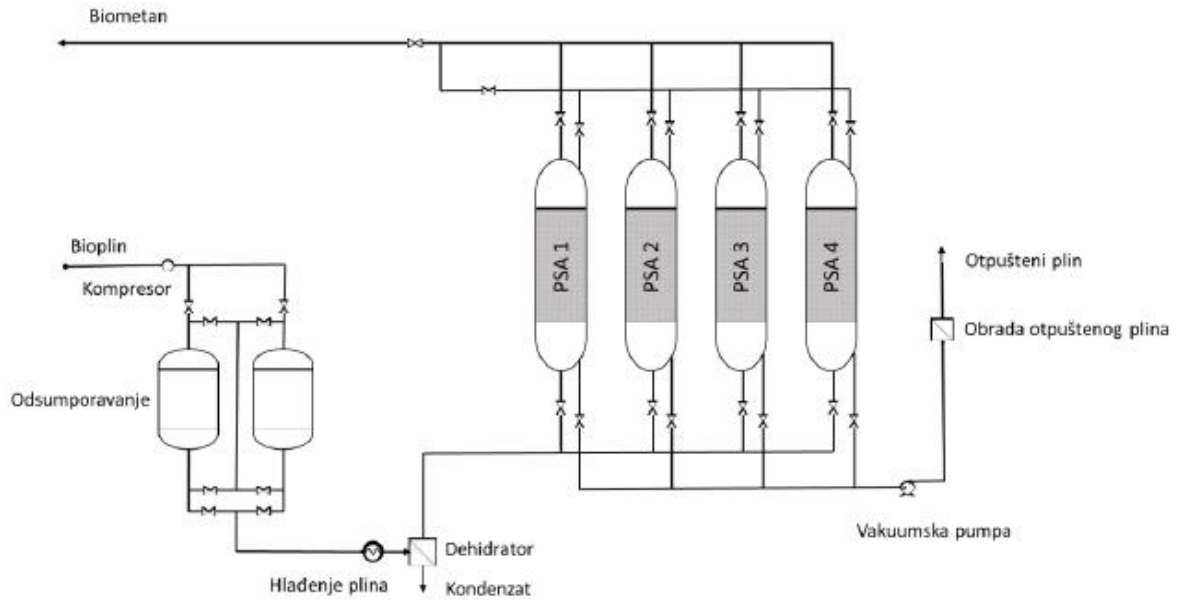 Biometan
PSA 1
PSA 2
PSA 3
PSA 4
Bioplin
Kompresor
Otpušteni plin
Obrada otpuštenog plina
Odsumporavanje
Vakuumska pumpa
Dehidrator
Hlađenje plina
Kondenzat